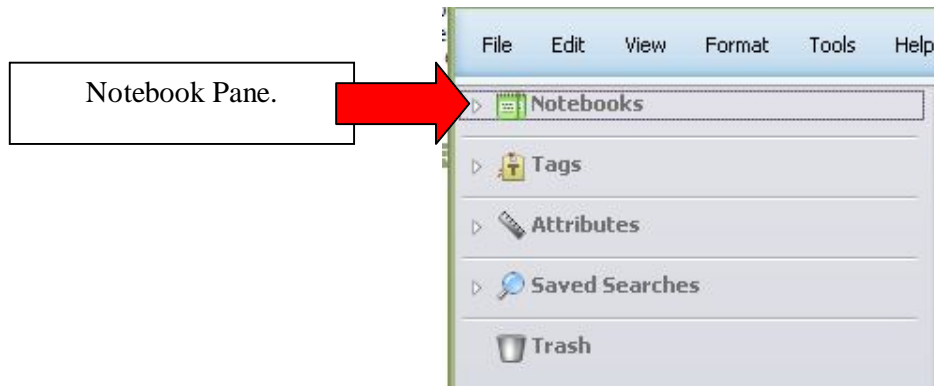 File Edit View Format Tools Help
Notebook Pane.
Notebooks
Tags
Attributes
Saved Searches
Trash